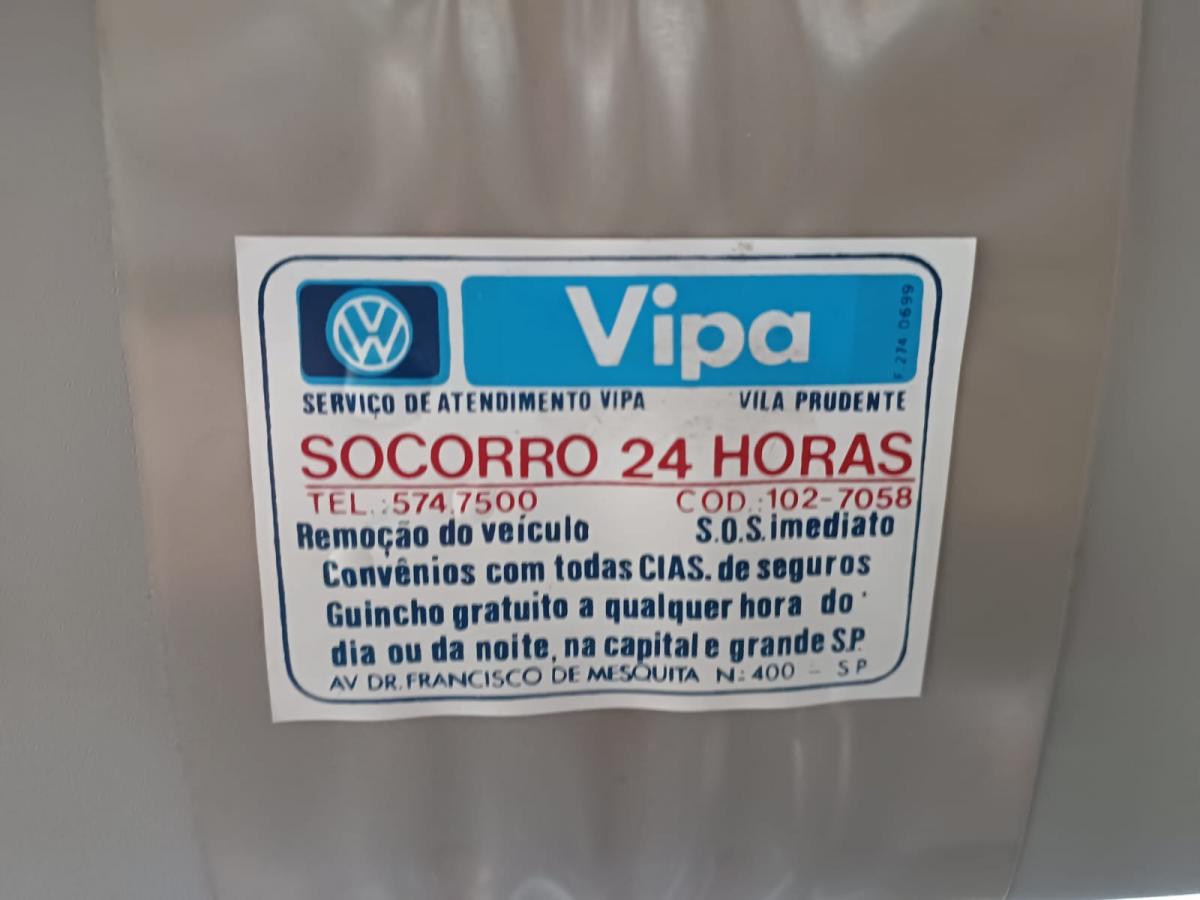 Vipa
F. 274 0699
SERVIÇO DE ATENDIMENTO VIPA VILA PRUDENTE
SOCORRO 24 HORAS
TEL.:574.7500 COD.:102-7058
Remoção do veículo S.O.S. imediato
Convênios com todas CIAS. de seguros
Guincho gratuito a qualquer hora do
dia ou da noite, na capital e grande S.P.
AV DR. FRANCISCO DE MESQUITA N: 400 - SP